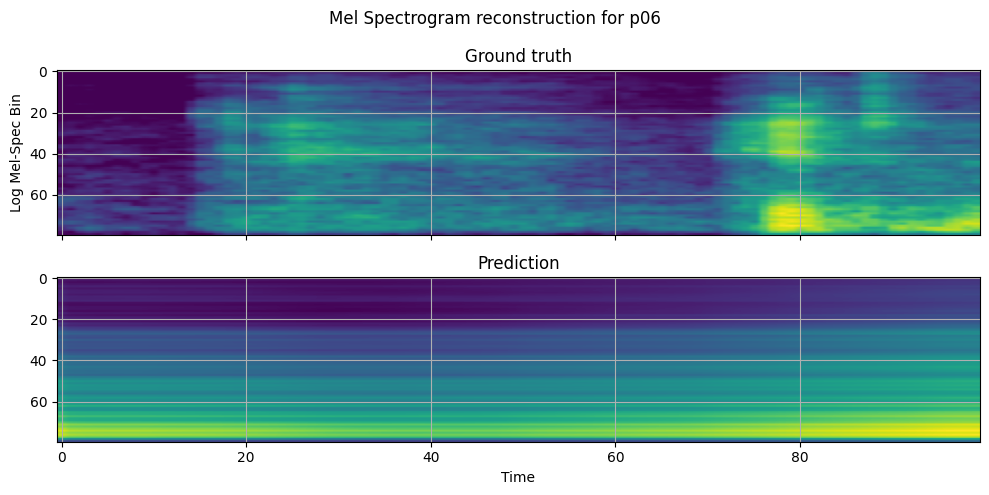 Mel Spectrogram reconstruction for p06
Ground truth
0
20
40
60
Log Mel-Spec Bin
Prediction
0
20
40
60
0 20 40 60 80
Time